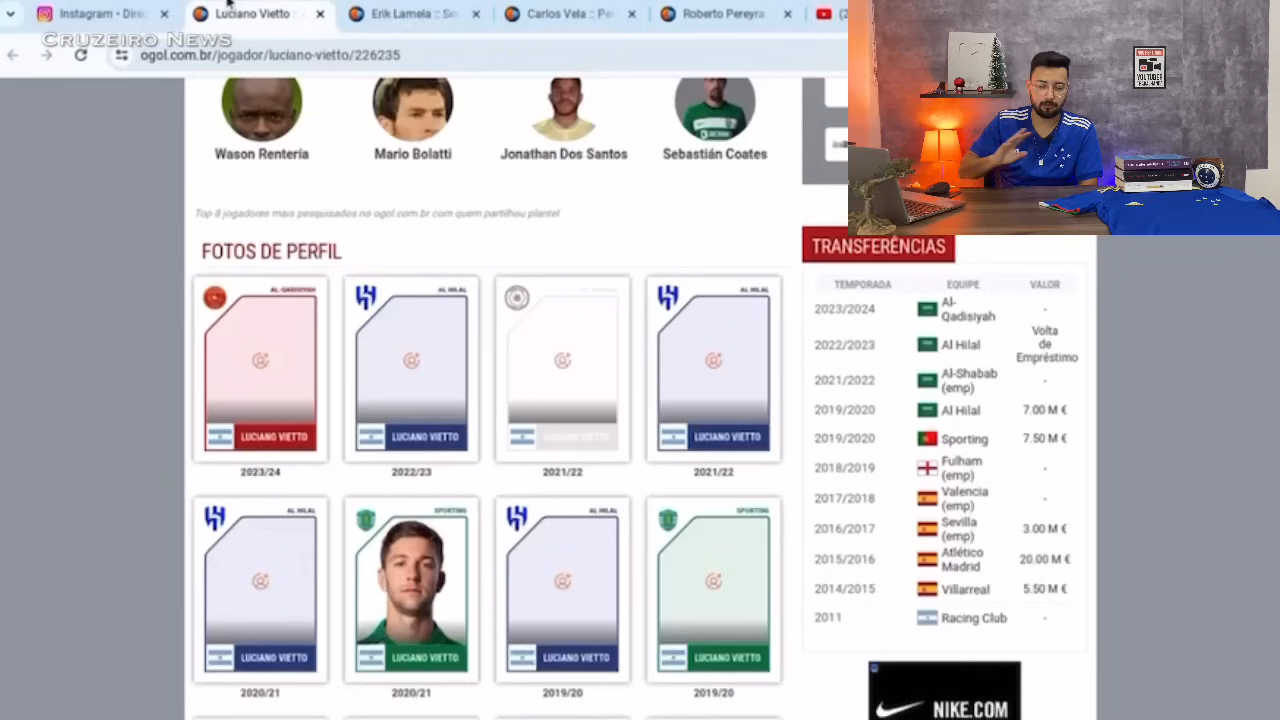 Instagram • Direc
Luciano Vietto
Erik Lamela :: Se
Carlos Vela :: Pe
Roberto Pereyra
CRUZEIRO NEWS
ogol.com.br/jogador/luciano-vietto/226235
YOUTUBER
Wason Rentería
Mario Bolatti
Jonathan Dos Santos
Sebastián Coates
Top 8 jogadores mais pesquisados no ogol.com.br com quem partilhou plantel
FOTOS DE PERFIL
AL-QADISIYAH
LUCIANO VIETTO
2023/24
AL HILAL
LUCIANO VIETTO
2022/23
LUCIANO VIETTO
2021/22
AL HILAL
LUCIANO VIETTO
2021/22
AL HILAL
LUCIANO VIETTO
2020/21
SPORTING
LUCIANO VIETTO
2020/21
AL HILAL
LUCIANO VIETTO
2019/20
SPORTING
LUCIANO VIETTO
2019/20
TRANSFERÊNCIAS
TEMPORADA EQUIPE VALOR
2023/2024 Al-Qadisiyah -
2022/2023 Al Hilal Volta de Empréstimo
2021/2022 Al-Shabab (emp) -
2019/2020 Al Hilal 7.00 M €
2019/2020 Sporting 7.50 M €
2018/2019 Fulham (emp) -
2017/2018 Valencia (emp) -
2016/2017 Sevilla (emp) 3.00 M €
2015/2016 Atlético Madrid 20.00 M €
2014/2015 Villarreal 5.50 M €
2011 Racing Club -
NIKE.COM